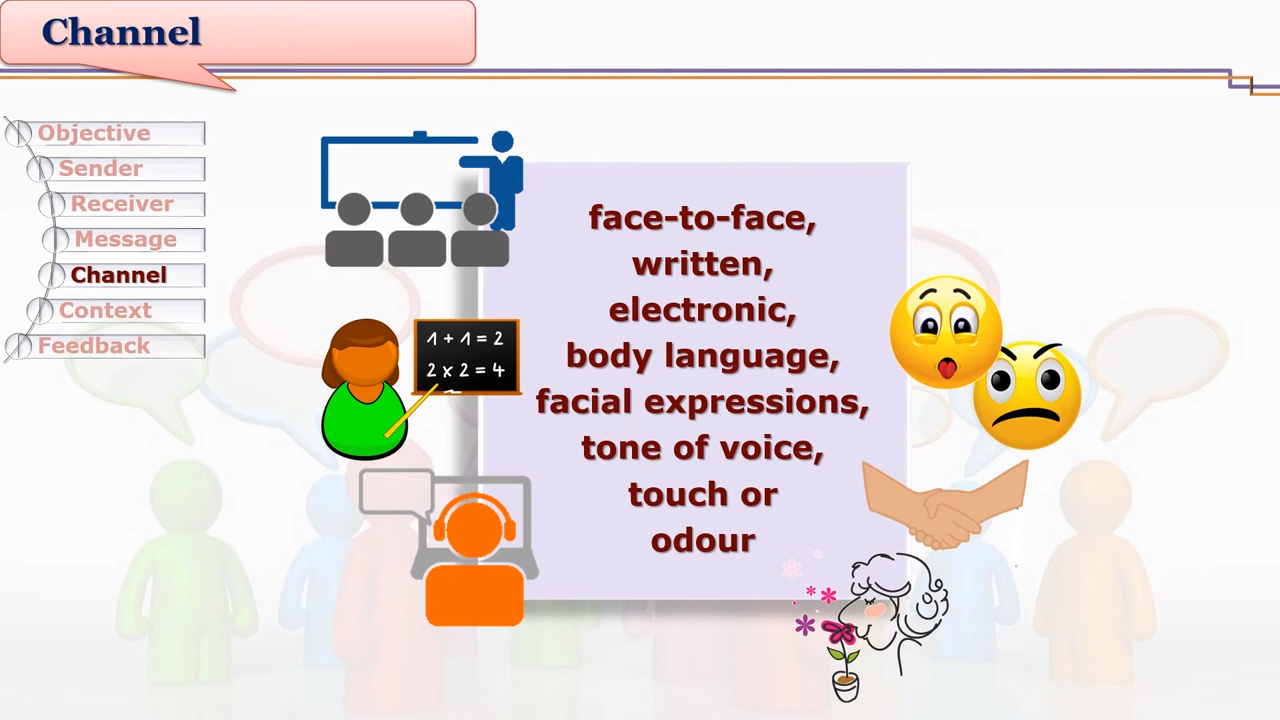 Channel
Objective
Sender
Receiver
Message
Channel
Context
Feedback
face-to-face,
written,
electronic,
body language,
facial expressions,
tone of voice,
touch or
odour
1 + 1 = 2
2 x 2 = 4